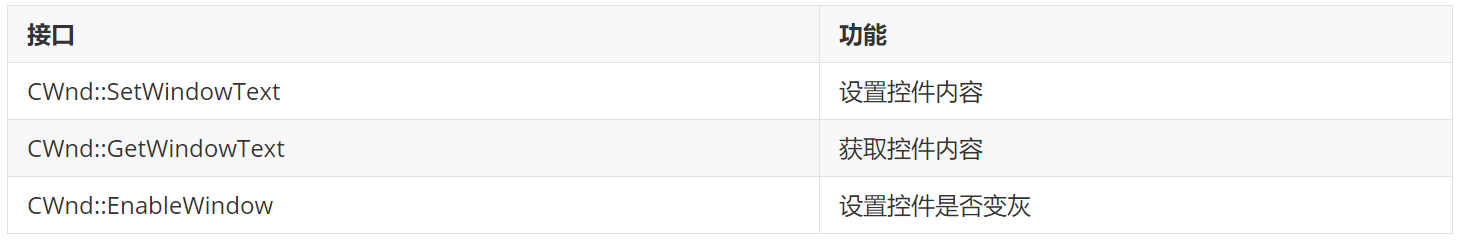 接口 功能
CWnd::SetWindowText 设置控件内容
CWnd::GetWindowText 获取控件内容
CWnd::EnableWindow 设置控件是否变灰